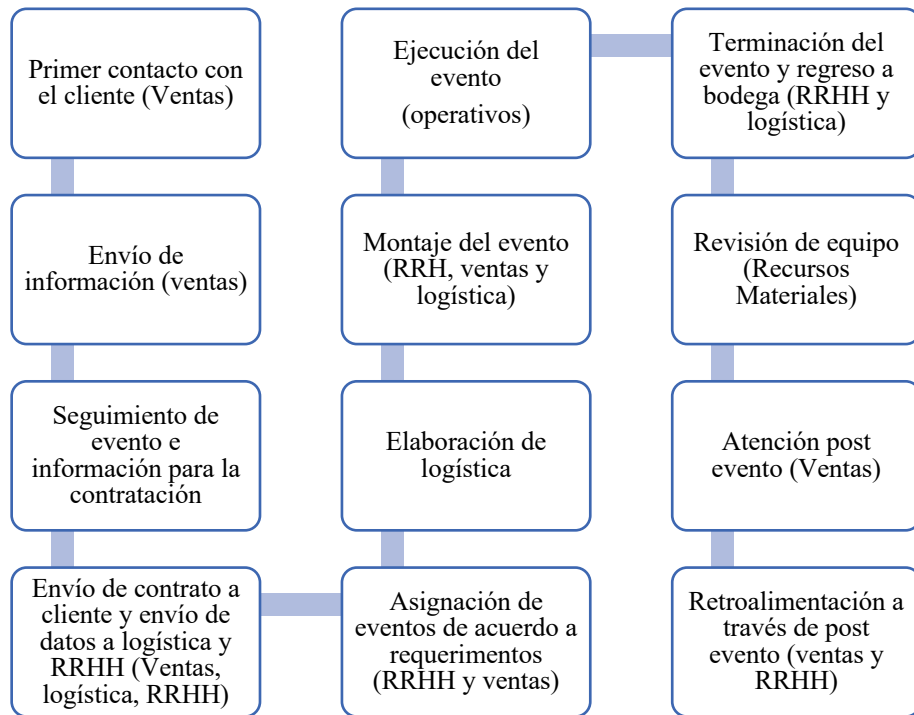 Primer contacto con
el cliente (Ventas)
Envío de
información (ventas)
Seguimiento de
evento e
información para la
contratación
Envío de contrato a
cliente y envío de
datos a logística y
RRHH (Ventas,
logística, RRHH)
Asignación de
eventos de acuerdo a
requerimentos
(RRHH y ventas)
Elaboración de
logística
Montaje del evento
(RRH, ventas y
logística)
Ejecución del
evento
(operativos)
Terminación del
evento y regreso a
bodega (RRHH y
logística)
Revisión de equipo
(Recursos
Materiales)
Atención post
evento (Ventas)
Retroalimentación a
través de post
evento (ventas y
RRHH)